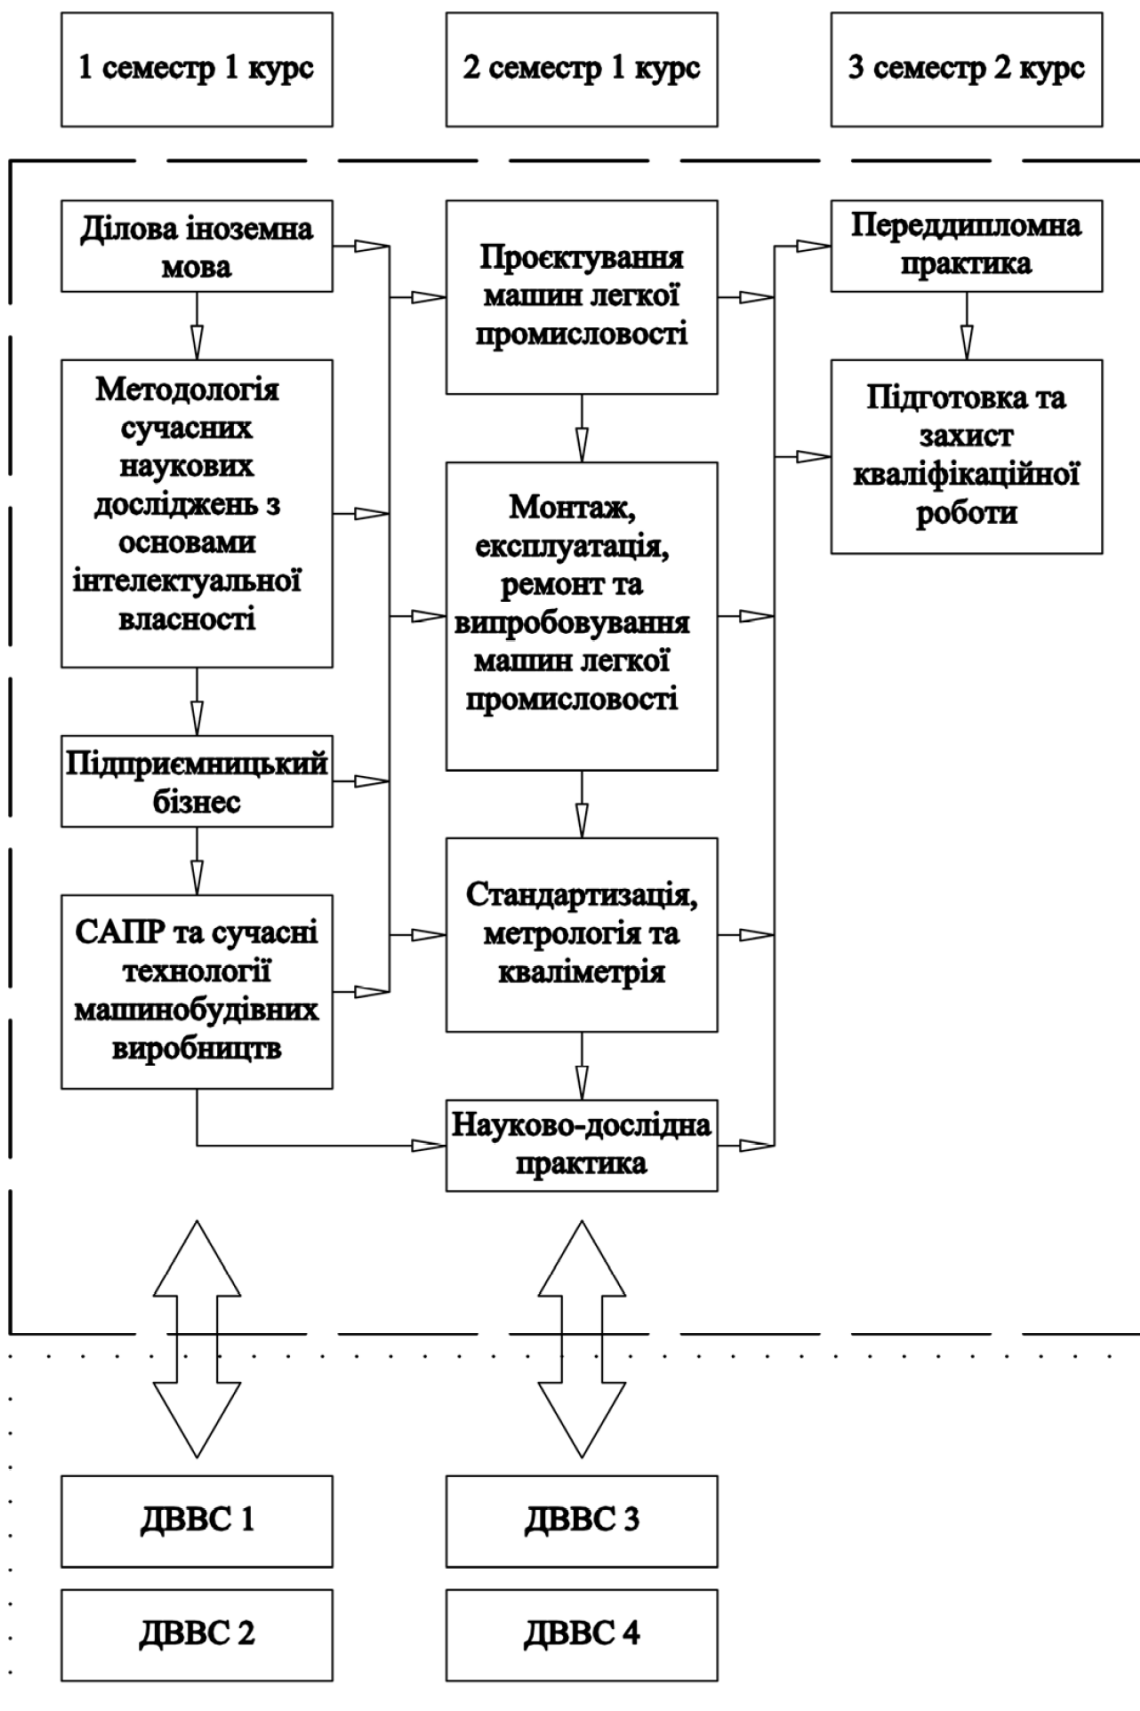 1 семестр 1 курс
2 семестр 1 курс
3 семестр 2 курс
Ділова іноземна
мова
Методологія
сучасних
наукових
досліджень з
основами
інтелектуальної
власності
Підприємницький
бізнес
САПР та сучасні
технології
машинобудівних
виробництв
Проєктування
машин легкої
промисловості
Монтаж,
експлуатація,
ремонт та
випробовування
машин легкої
промисловості
Стандартизація,
метрологія та
кваліметрія
Науково-дослідна
практика
Переддипломна
практика
Підготовка та
захист
кваліфікаційної
роботи
ДВВС 1
ДВВС 2
ДВВС 3
ДВВС 4